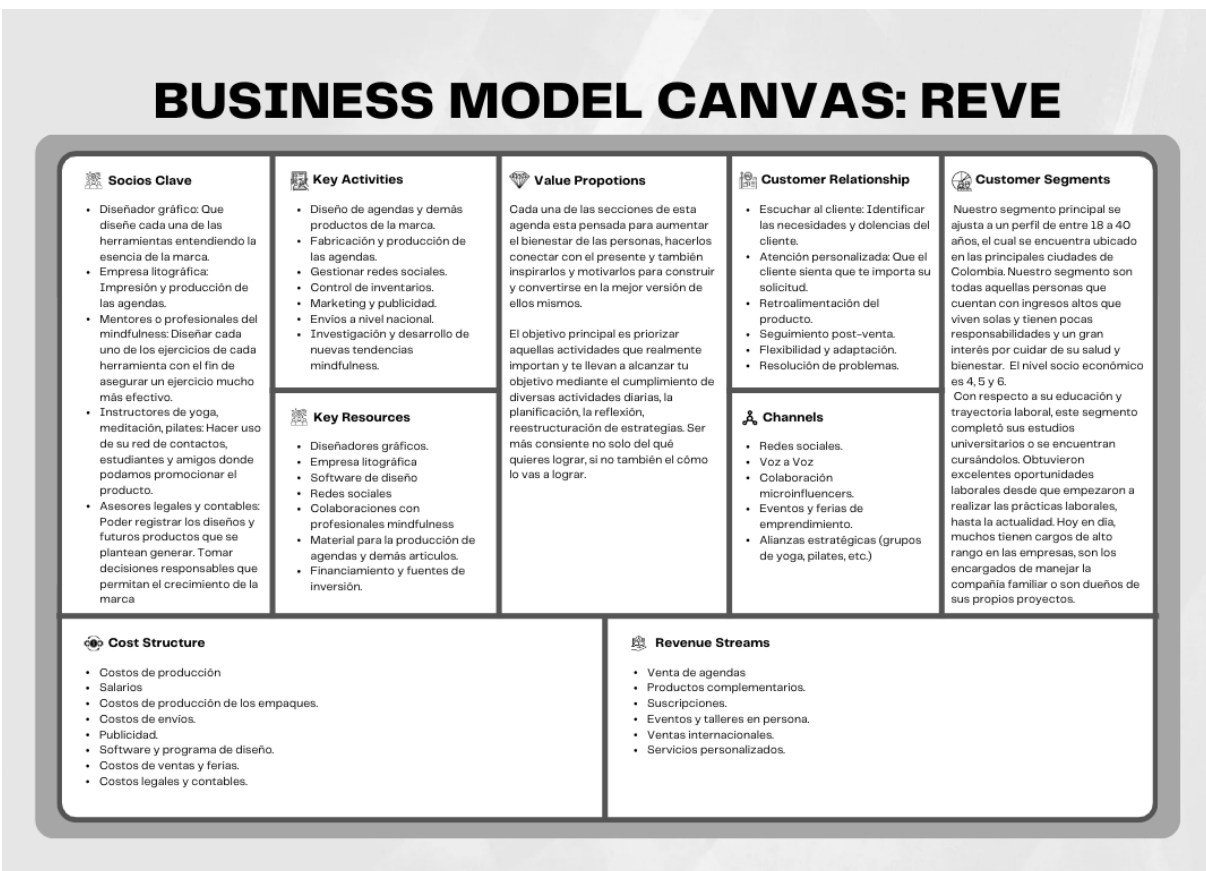 BUSINESS MODEL CANVAS: REVE
Socios Clave
• Diseñador gráfico: Que
diseñe cada una de las
herramientas entendiendo la
esencia de la marca.
• Empresa litográfica:
Impresión y producción de
las agendas.
• Mentores o profesionales del
mindfulness: Diseñar cada
uno de los ejercicios de cada
herramienta con el fin de
asegurar un ejercicio mucho
más efectivo.
• Instructores de yoga,
meditación, pilates: Hacer uso
de su red de contactos,
estudiantes y amigos donde
podamos promocionar el
producto.
• Asesores legales y contables:
Poder registrar los diseños y
futuros productos que se
plantean generar. Tomar
decisiones responsables que
permitan el crecimiento de la
marca
Key Activities
• Diseño de agendas y demás
productos de la marca.
• Fabricación y producción de
las agendas.
• Gestionar redes sociales.
• Control de inventarios.
• Marketing y publicidad.
• Envíos a nivel nacional.
• Investigación y desarrollo de
nuevas tendencias
mindfulness.
Key Resources
• Diseñadores gráficos.
• Empresa litográfica
• Software de diseño
• Redes sociales
• Colaboraciones con
profesionales mindfulness
• Material para la producción de
agendas y demás articulos.
• Financiamiento y fuentes de
inversión.
Value Propotions
Cada una de las secciones de esta
agenda esta pensada para aumentar
el bienestar de las personas, hacerlos
conectar con el presente y también
inspirarlos y motivarlos para construir
y convertirse en la mejor versión de
ellos mismos.
El objetivo principal es priorizar
aquellas actividades que realmente
importan y te llevan a alcanzar tu
objetivo mediante el cumplimiento de
diversas actividades diarias, la
planificación, la reflexión,
reestructuración de estrategias. Ser
más consiente no solo del qué
quieres lograr, si no también el cómo
lo vas a lograr.
Customer Relationship
• Escuchar al cliente: Identificar
las necesidades y dolencias del
cliente.
• Atención personalizada: Que el
cliente sienta que te importa su
solicitud.
• Retroalimentación del
producto.
• Seguimiento post-venta.
• Flexibilidad y adaptación.
• Resolución de problemas.
Channels
• Redes sociales.
• Voz a Voz
• Colaboración
microinfluencers.
• Eventos y ferias de
emprendimiento.
• Alianzas estratégicas (grupos
de yoga, pilates, etc.)
Customer Segments
Nuestro segmento principal se
ajusta a un perfil de entre 18 a 40
años, el cual se encuentra ubicado
en las principales ciudades de
Colombia. Nuestro segmento son
todas aquellas personas que
cuentan con ingresos altos que
viven solas y tienen pocas
responsabilidades y un gran
interés por cuidar de su salud y
bienestar. El nivel socio económico
es 4, 5 y 6.
Con respecto a su educación y
trayectoria laboral, este segmento
completó sus estudios
universitarios o se encuentran
cursándolos. Obtuvieron
excelentes oportunidades
laborales desde que empezaron a
realizar las prácticas laborales,
hasta la actualidad. Hoy en día,
muchos tienen cargos de alto
rango en las empresas, son los
encargados de manejar la
compañía familiar o son dueños de
sus propios proyectos.
Cost Structure
• Costos de producción
• Salarios
• Costos de producción de los empaques.
• Costos de envíos.
• Publicidad.
• Software y programa de diseño.
• Costos de ventas y ferias.
• Costos legales y contables.
Revenue Streams
• Venta de agendas
• Productos complementarios.
• Suscripciones.
• Eventos y talleres en persona.
• Ventas internacionales.
• Servicios personalizados.